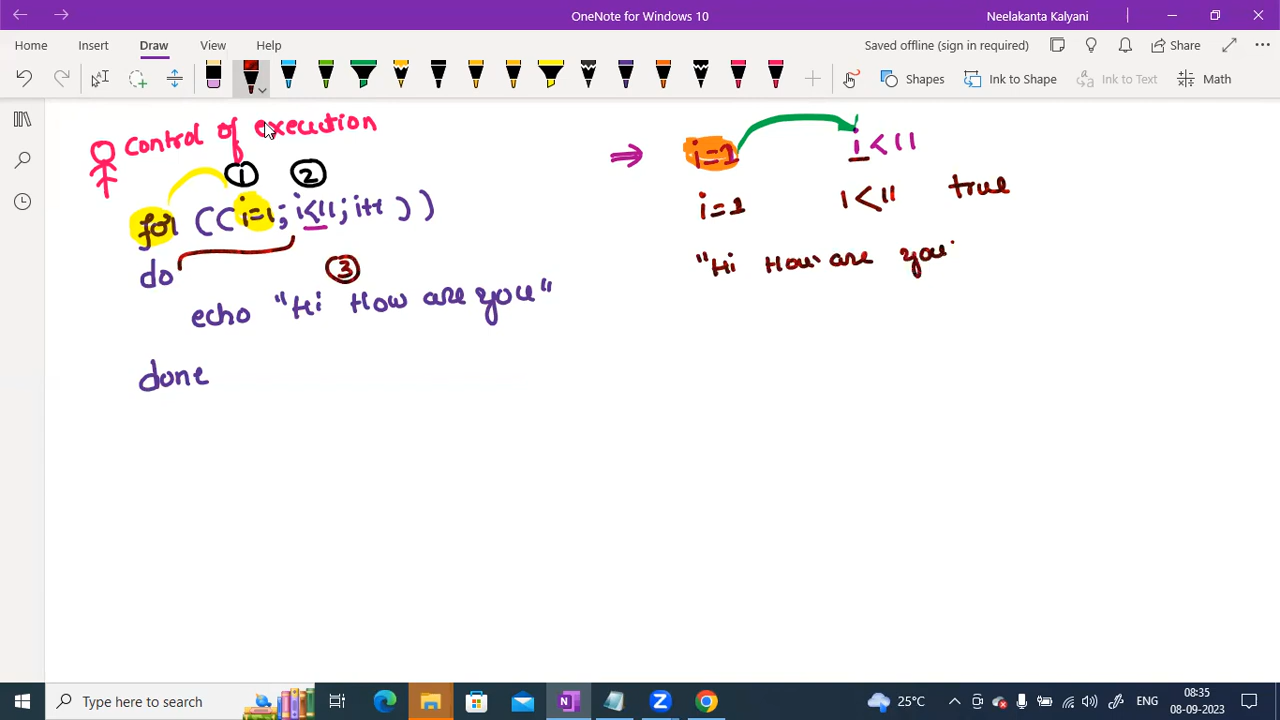 OneNote for Windows 10
Neelakanta Kalyani
Home Insert Draw View Help
Saved offline (sign in required)
Share
Shapes
Ink to Shape
Ink to Text
Math
control of execution
1 2
for ((i=1; i<11; i++))
do
3
echo "Hi How are you"
done
⇒ i=1 i<11
i=1 1<11 true
"Hi How are you"
Type here to search
25°C
ENG
08:35
08-09-2023